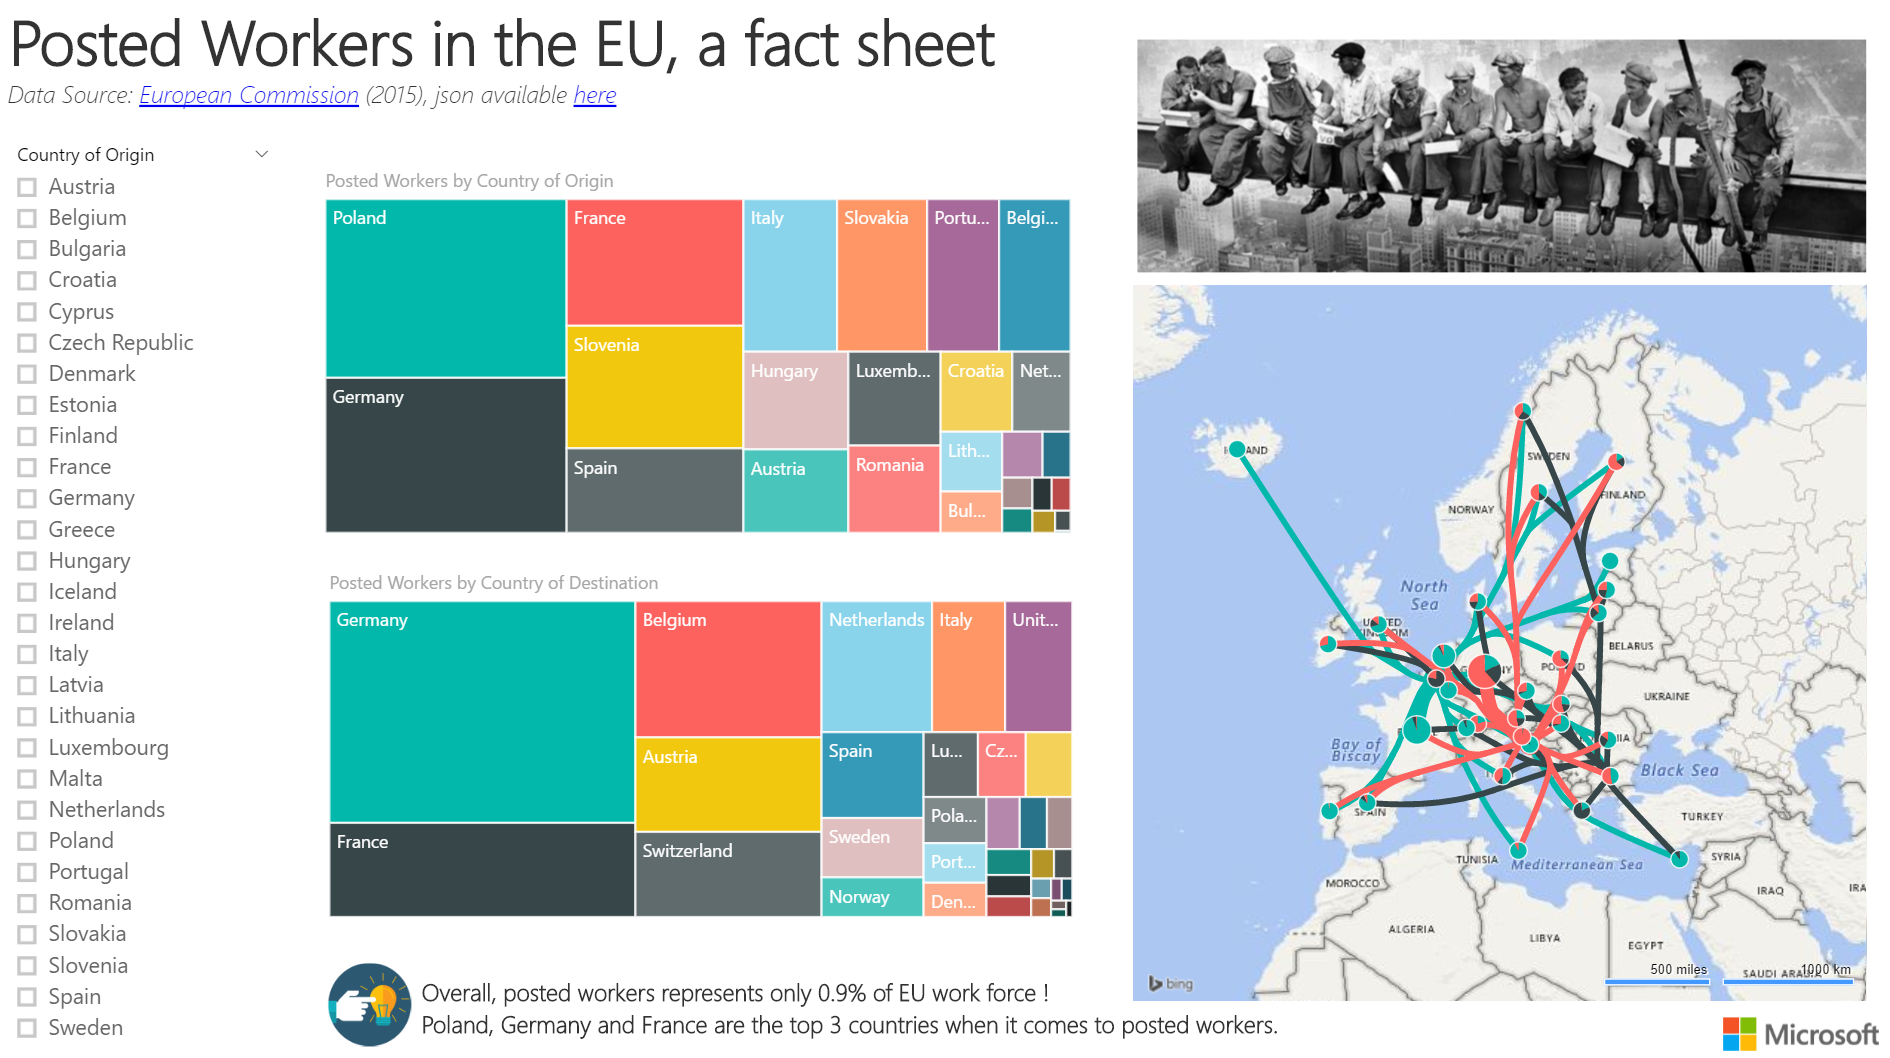 Posted Workers in the EU, a fact sheet
Data Source: European Commission (2015), json available here
Country of Origin
Austria
Belgium
Bulgaria
Croatia
Cyprus
Czech Republic
Denmark
Estonia
Finland
France
Germany
Greece
Hungary
Iceland
Ireland
Italy
Latvia
Lithuania
Luxembourg
Malta
Netherlands
Poland
Portugal
Romania
Slovakia
Slovenia
Spain
Sweden
Posted Workers by Country of Origin
Poland
France
Italy
Slovakia
Portu...
Belgi...
Slovenia
Hungary
Luxemb...
Croatia
Net...
Germany
Lith...
Spain
Austria
Romania
Bul...
Posted Workers by Country of Destination
Germany
Belgium
Netherlands
Italy
Unit...
Austria
Spain
Lu...
Cz...
Pola...
France
Switzerland
Sweden
Port...
Norway
Den...
Overall, posted workers represents only 0.9% of EU work force !
Poland, Germany and France are the top 3 countries when it comes to posted workers.
SWEDEN
FINLAND
NORWAY
North
Sea
BELARUS
UKRAINE
Bay of
Biscay
Black Sea
SPAIN
TURKEY
TUNISIA
Mediterranean Sea
SYRIA
MOROCCO
IRAQ
IRA
ALGERIA
LIBYA
EGYPT
SAUDI ARABIA
500 miles
1000 km
bing
Microsoft